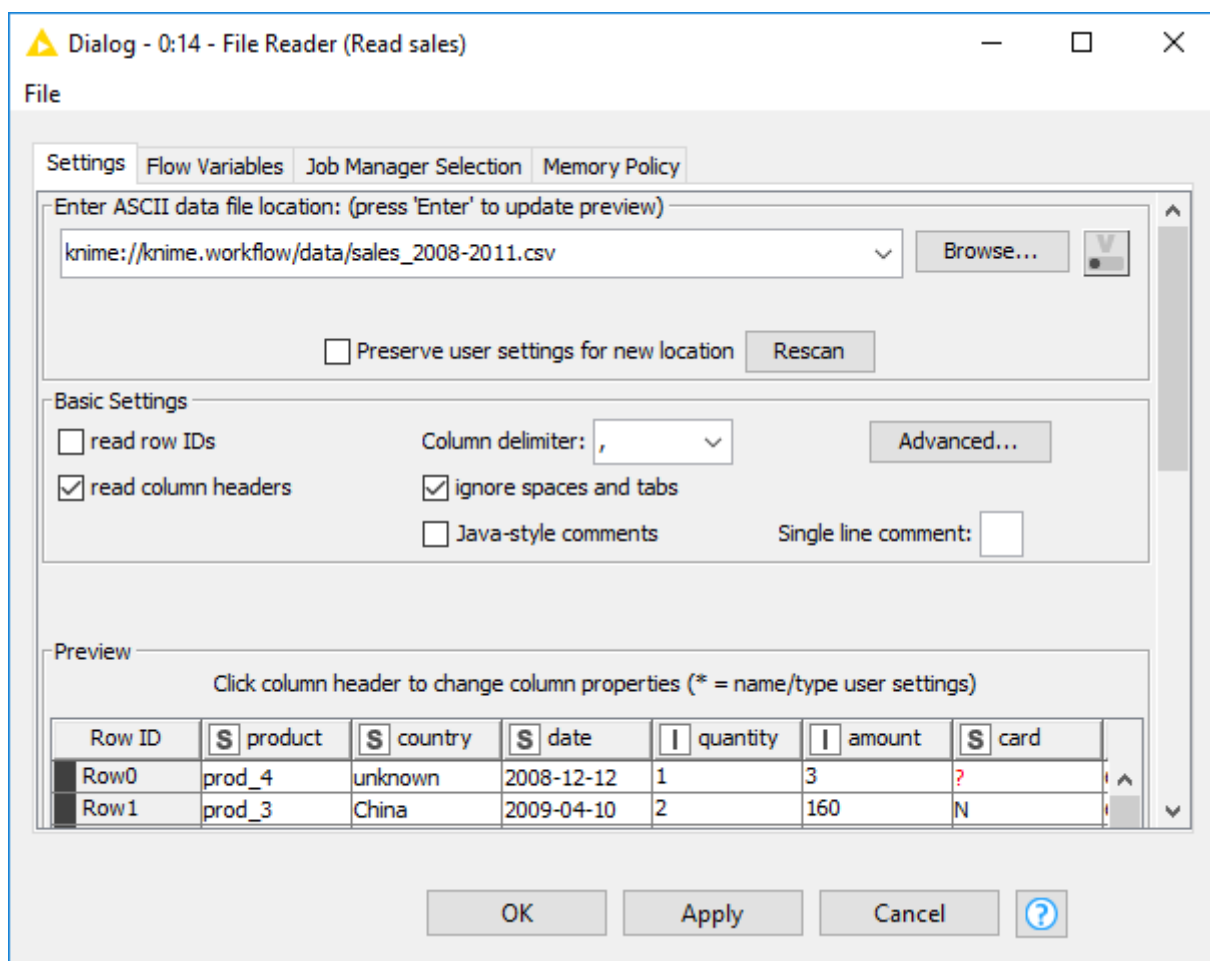 Dialog - 0:14 - File Reader (Read sales)
File
Settings Flow Variables Job Manager Selection Memory Policy
Enter ASCII data file location: (press 'Enter' to update preview)
knime://knime.workflow/data/sales_2008-2011.csv Browse... V
Preserve user settings for new location Rescan
Basic Settings
read row IDs Column delimiter: , Advanced...
read column headers ignore spaces and tabs
Java-style comments Single line comment:
Preview
Click column header to change column properties (* = name/type user settings)
Row ID S product S country S date I quantity I amount S card
Row0 prod_4 unknown 2008-12-12 1 3 ?
Row1 prod_3 China 2009-04-10 2 160 N
OK Apply Cancel ?